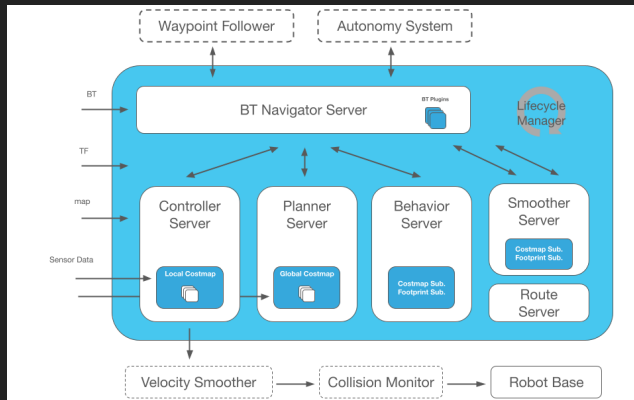 Waypoint Follower
Autonomy System
BT
BT Navigator Server
BT Plugins
Lifecycle
Manager
TF
map
Controller
Server
Planner
Server
Behavior
Server
Smoother
Server
Sensor Data
Local Costmap
Global Costmap
Costmap Sub.
Footprint Sub.
Costmap Sub.
Footprint Sub.
Route
Server
Velocity Smoother
Collision Monitor
Robot Base